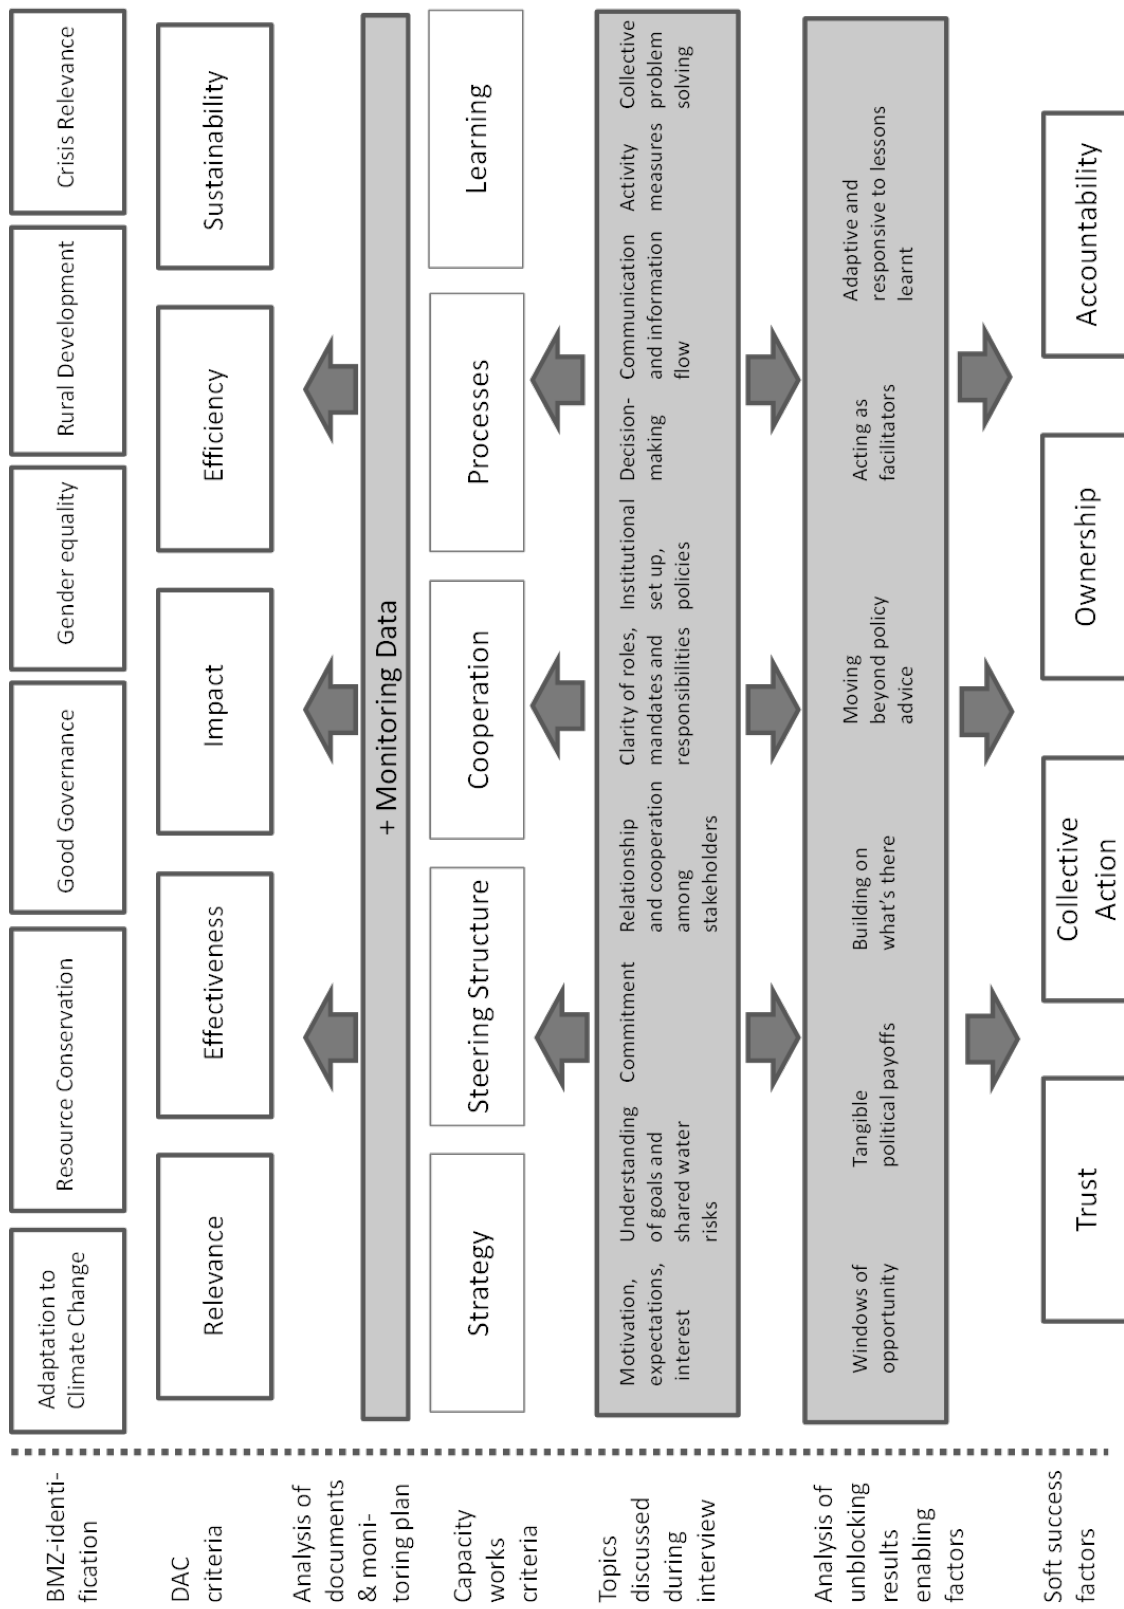 BMZ-identi-
fication
Adaptation to
Climate Change
Resource Conservation
Good Governance
Gender equality
Rural Development
Crisis Relevance
DAC
criteria
Relevance
Effectiveness
Impact
Efficiency
Sustainability
Analysis of
documents
& moni-
toring plan
+ Monitoring Data
Capacity
works
criteria
Strategy
Steering Structure
Cooperation
Processes
Learning
Topics
discussed
during
interview
Motivation,
expectations,
interest
Understanding
of goals and
shared water
risks
Commitment
Relationship
and cooperation
among
stakeholders
Clarity of roles,
mandates and
responsibilities
Institutional
set up,
policies
Decision-
making
Communication
and information
flow
Activity
measures
Collective
problem
solving
Analysis of
unblocking
results
enabling
factors
Windows of
opportunity
Tangible
political payoffs
Building on
what's there
Moving
beyond policy
advice
Acting as
facilitators
Adaptive and
responsive to lessons
learnt
Soft success
factors
Trust
Collective
Action
Ownership
Accountability